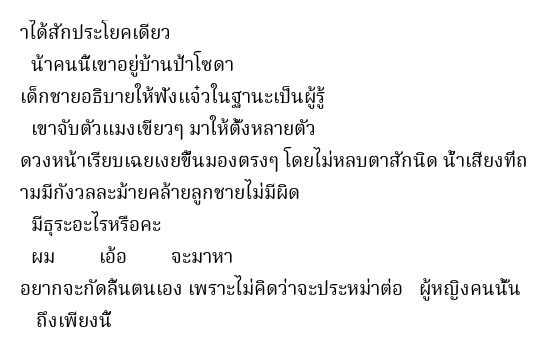 าได้สักประโยคเดียว
น้าคนนี้เขาอยู่บ้านป้าโซดา
เด็กชายอธิบายให้ฟังแจ๋วในฐานะเป็นผู้รู้
เขาจับตัวแมงเขียวๆ มาให้ตั้งหลายตัว
ดวงหน้าเรียบเฉยเงยขึ้นมองตรงๆ โดยไม่หลบตาสักนิด น้ำเสียงที่ถ
ามมีกังวลละม้ายคล้ายลูกชายไม่มีผิด
มีธุระอะไรหรือคะ
ผม เอ้อ จะมาหา
อยากจะกัดลิ้นตนเอง เพราะไม่คิดว่าจะประหม่าต่อ ผู้หญิงคนนั้น
ถึงเพียงนี้